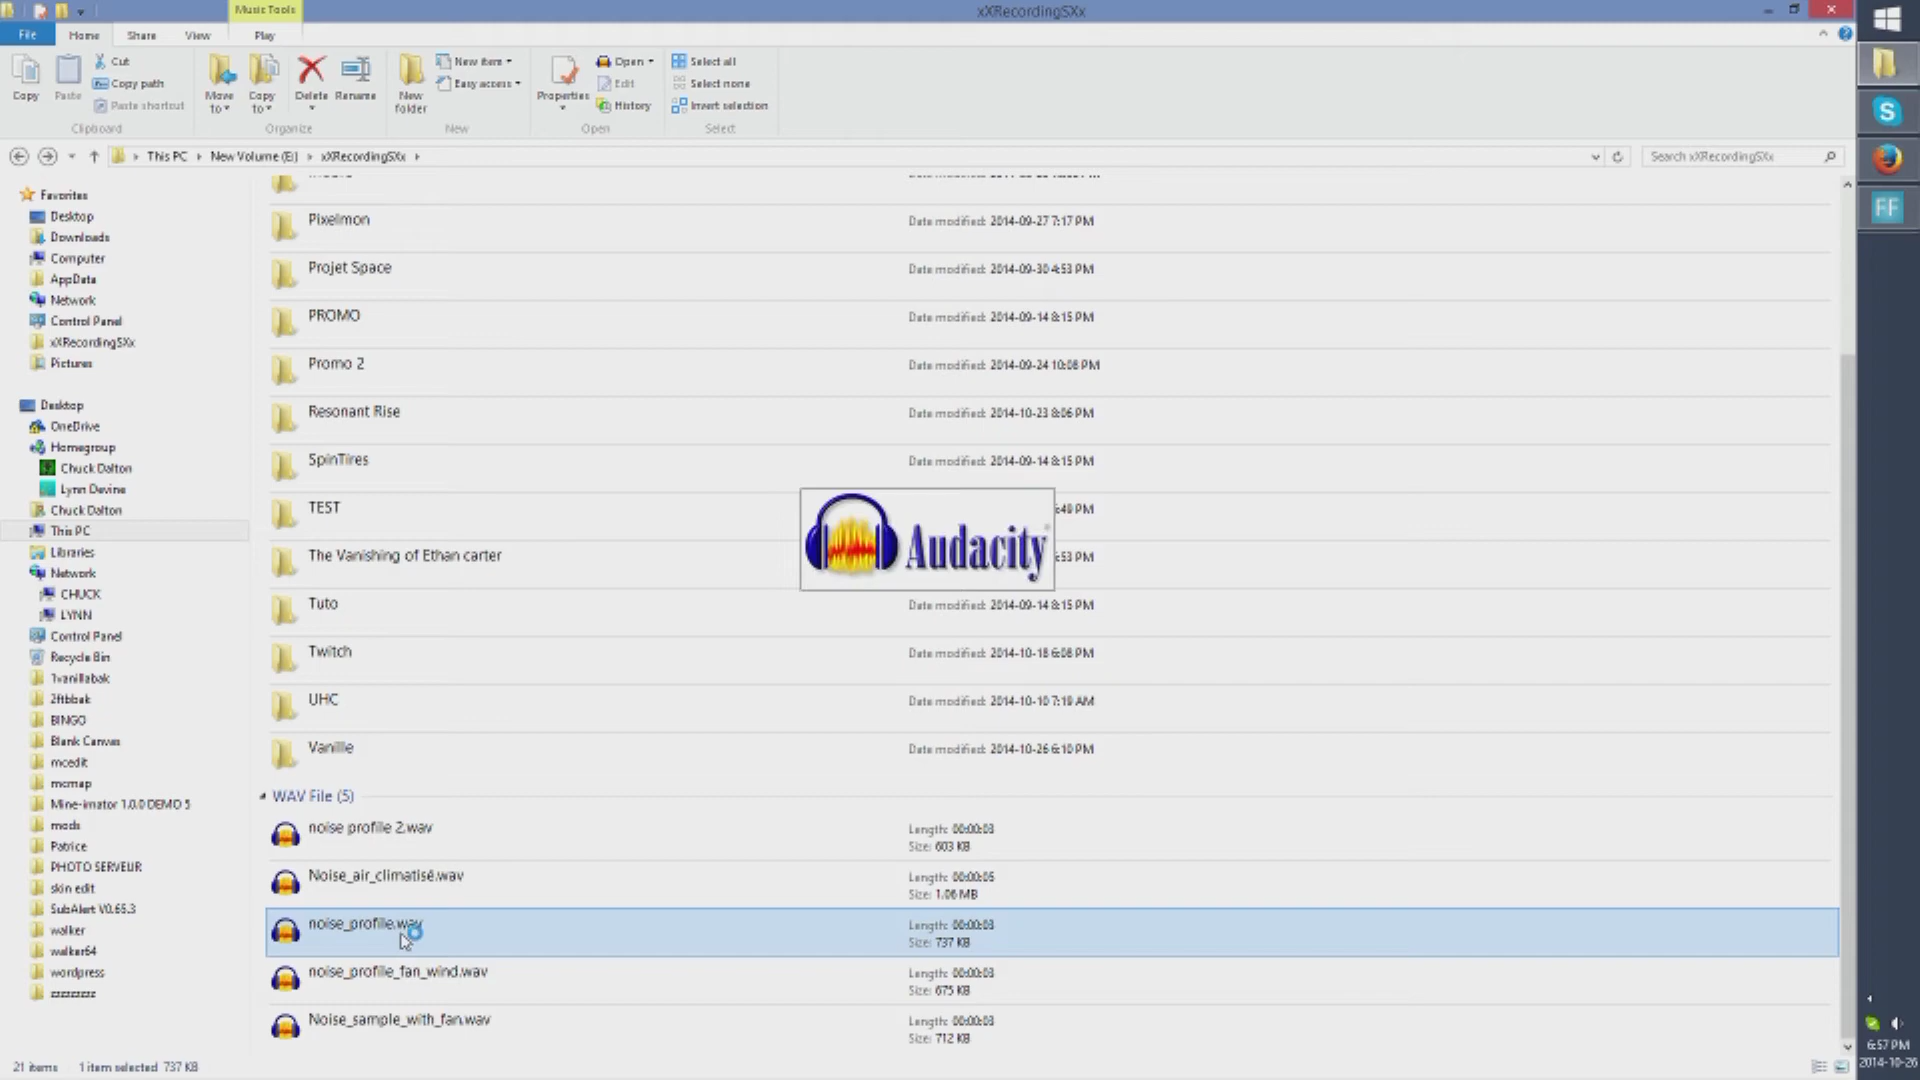 Music Tools
xXRecordingSXx
File
Home
Share
View
Play
Copy
Paste
Cut
Copy path
Paste shortcut
Clipboard
Move to
Copy to
Delete
Rename
Organize
New folder
New item
Easy access
New
Properties
Open
Edit
History
Open
Select all
Select none
Invert selection
Select
This PC
New Volume (E:)
xXRecordingSXx
Search xXRecordingSXx
Favorites
Desktop
Downloads
Computer
AppData
Network
Control Panel
xXRecordingSXx
Pictures
Desktop
OneDrive
Homegroup
Chuck Dalton
Lynn Devine
Chuck Dalton
This PC
Libraries
Network
CHUCK
LYNN
Control Panel
Recycle Bin
1vanillabak
2ftbbak
BINGO
Blank Canvas
mcedit
mcmap
Mine-imator 1.0.0 DEMO 5
mods
Patrice
PHOTO SERVEUR
skin edit
SubAlert V0.65.3
walker
walker64
wordpress
zzzzzzzzz
Pixelmon
Date modified: 2014-09-27 7:17 PM
Projet Space
Date modified: 2014-09-30 4:53 PM
PROMO
Date modified: 2014-09-14 8:15 PM
Promo 2
Date modified: 2014-09-24 10:08 PM
Resonant Rise
Date modified: 2014-10-23 8:06 PM
SpinTires
Date modified: 2014-09-14 8:15 PM
TEST
:49 PM
The Vanishing of Ethan carter
:53 PM
Audacity
Tuto
Date modified: 2014-09-14 8:15 PM
Twitch
Date modified: 2014-10-18 6:08 PM
UHC
Date modified: 2014-10-10 7:19 AM
Vanille
Date modified: 2014-10-26 6:10 PM
WAV File (5)
noise profile 2.wav
Length: 00:00:03
Size: 603 KB
Noise_air_climatisé.wav
Length: 00:00:05
Size: 1.06 MB
noise_profile.wav
Length: 00:00:03
Size: 737 KB
noise_profile_fan_wind.wav
Length: 00:00:03
Size: 675 KB
Noise_sample_with_fan.wav
Length: 00:00:03
Size: 712 KB
21 items
1 item selected 737 KB
FF
6:57 PM
2014-10-26